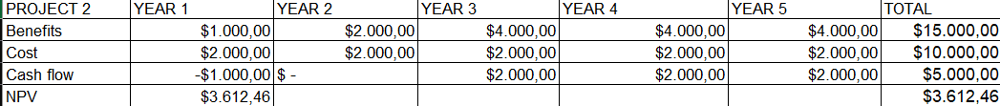 PROJECT 2 YEAR 1 YEAR 2 YEAR 3 YEAR 4 YEAR 5 TOTAL
Benefits $1.000,00 $2.000,00 $4.000,00 $4.000,00 $4.000,00 $15.000,00
Cost $2.000,00 $2.000,00 $2.000,00 $2.000,00 $2.000,00 $10.000,00
Cash flow -$1.000,00 $ - $2.000,00 $2.000,00 $2.000,00 $5.000,00
NPV $3.612,46 $3.612,46